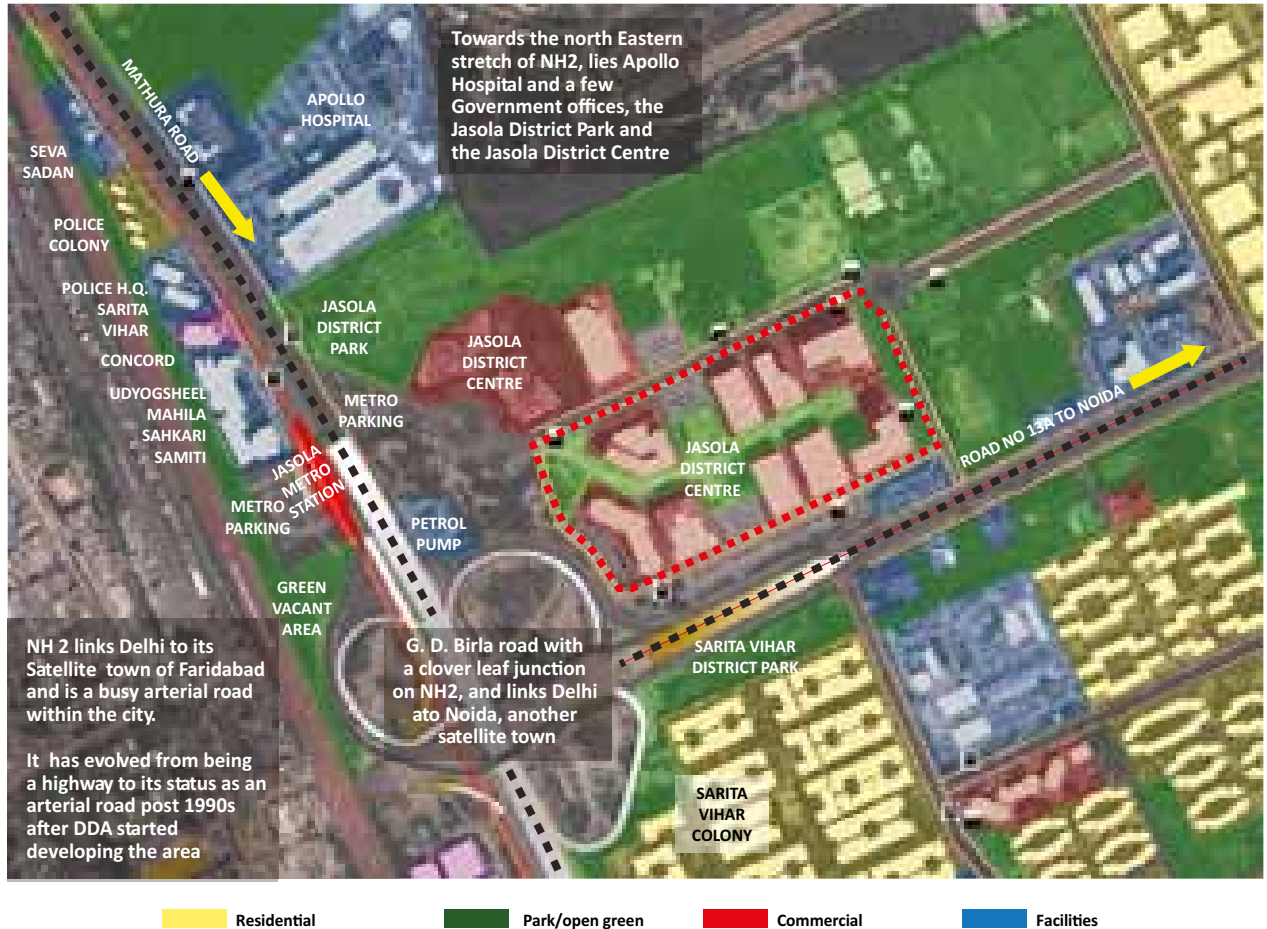 Towards the north Eastern
stretch of NH2, lies Apollo
Hospital and a few
Government offices, the
Jasola District Park and
the Jasola District Centre
MATHURA ROAD
APOLLO
HOSPITAL
SEVA
SADAN
POLICE
COLONY
POLICE H.Q.
SARITA
VIHAR
CONCORD
UDYOGSHEEL
MAHILA
SAHKARI
SAMITI
JASOLA
DISTRICT
PARK
JASOLA
DISTRICT
CENTRE
METRO
PARKING
JASOLA
METRO
STATION
METRO
PARKING
PETROL
PUMP
JASOLA
DISTRICT
CENTRE
ROAD NO 13A TO NOIDA
GREEN
VACANT
AREA
NH 2 links Delhi to its
Satellite town of Faridabad
and is a busy arterial road
within the city.
It has evolved from being
a highway to its status as an
arterial road post 1990s
after DDA started
developing the area
G. D. Birla road with
a clover leaf junction
on NH2, and links Delhi
ato Noida, another
satellite town
SARITA VIHAR
DISTRICT PARK
SARITA
VIHAR
COLONY
Residential
Park/open green
Commercial
Facilities